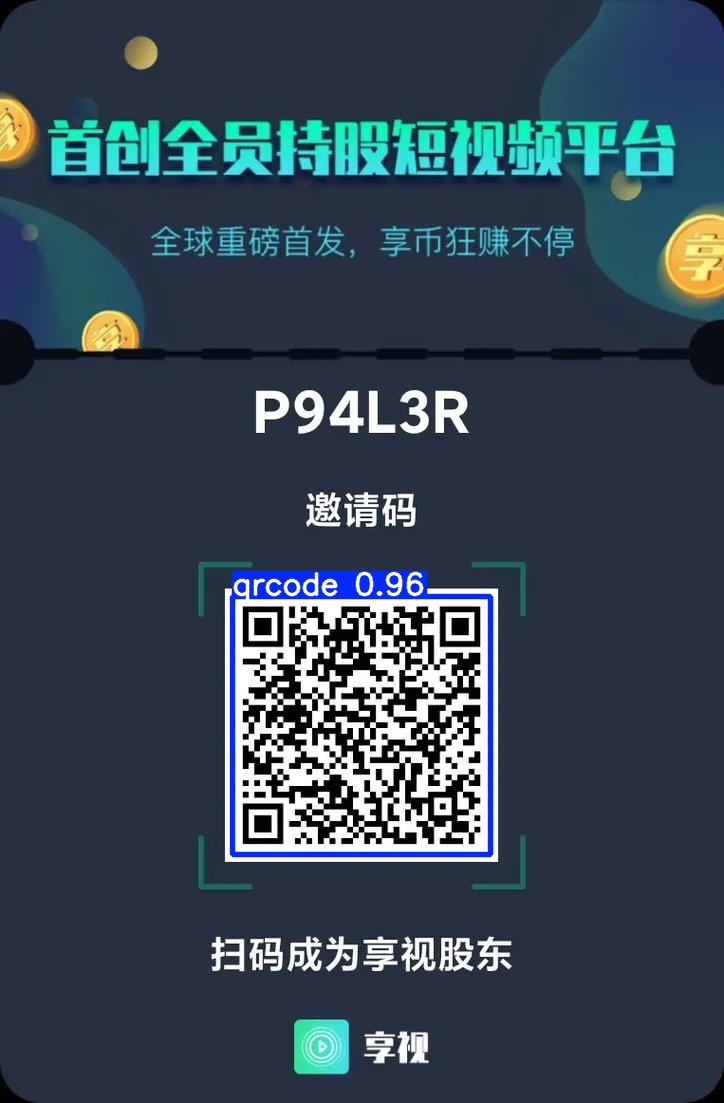 首创全员持股短视频平台
全球重磅首发，享币狂赚不停
享
P94L3R
邀请码
qrcode 0.96
扫码成为享视股东
享视